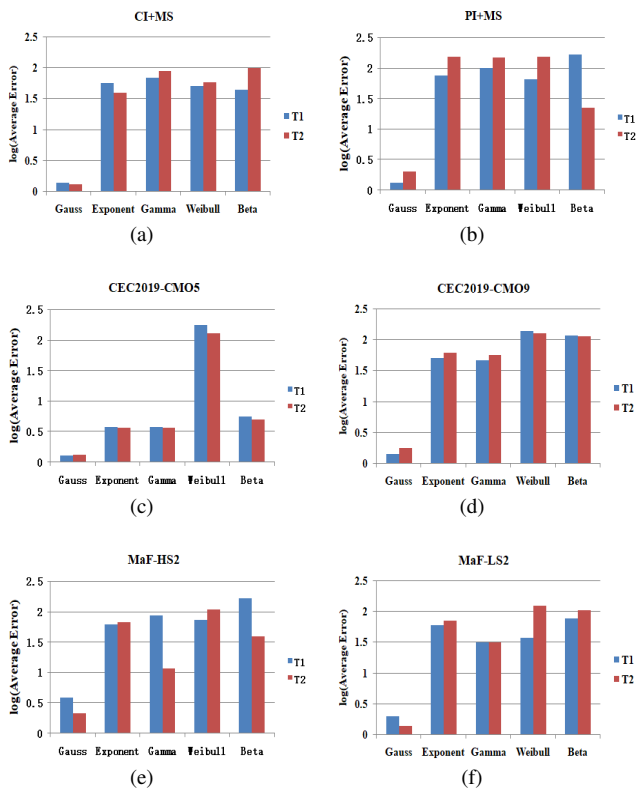 CI+MS
log(Average Error)
2.5
2
1.5
1
0.5
0
Gauss Exponent Gamma Weibull Beta
T1
T2
(a)
PI+MS
log(Average Error)
2.5
2
1.5
1
0.5
0
Gauss Exponent Gamma Weibull Beta
T1
T2
(b)
CEC2019-CMO5
log(Average Error)
2.5
2
1.5
1
0.5
0
Gauss Exponent Gamma Weibull Beta
T1
T2
(c)
CEC2019-CMO9
log(Average Error)
2.5
2
1.5
1
0.5
0
Gauss Exponent Gamma Weibull Beta
T1
T2
(d)
MaF-HS2
log(Average Error)
2.5
2
1.5
1
0.5
0
Gauss Exponent Gamma Weibull Beta
T1
T2
(e)
MaF-LS2
log(Average Error)
2.5
2
1.5
1
0.5
0
Gauss Exponent Gamma Weibull Beta
T1
T2
(f)